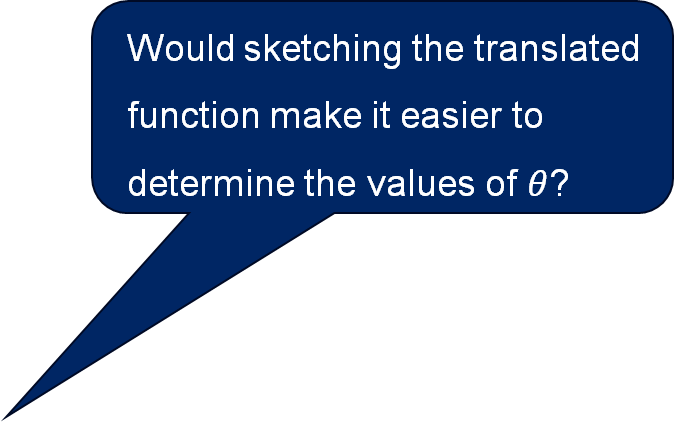 Would sketching the translated
function make it easier to
determine the values of 𝜃?